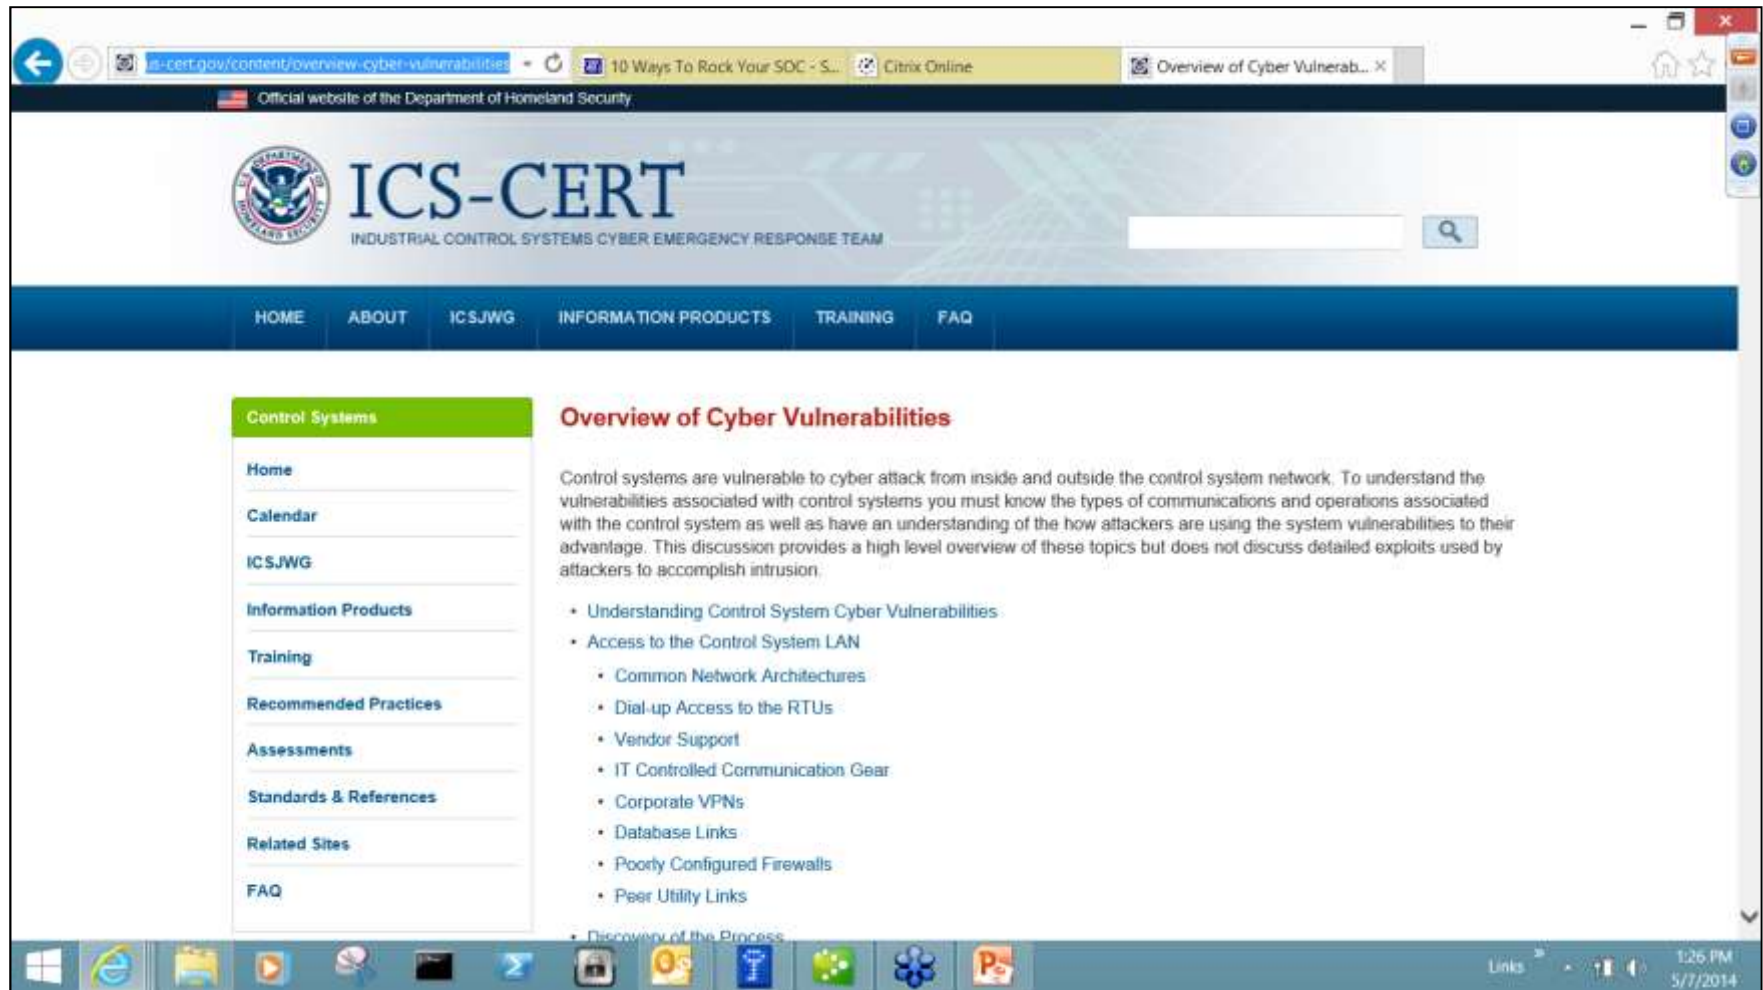 us-cert.gov/content/overview-cyber-vulnerabilities
10 Ways To Rock Your SOC - S...
Citrix Online
Overview of Cyber Vulnerab...
Official website of the Department of Homeland Security
ICS-CERT
INDUSTRIAL CONTROL SYSTEMS CYBER EMERGENCY RESPONSE TEAM
HOME ABOUT ICSJWG INFORMATION PRODUCTS TRAINING FAQ
Control Systems
Home
Calendar
ICSJWG
Information Products
Training
Recommended Practices
Assessments
Standards & References
Related Sites
FAQ
Overview of Cyber Vulnerabilities
Control systems are vulnerable to cyber attack from inside and outside the control system network. To understand the
vulnerabilities associated with control systems you must know the types of communications and operations associated
with the control system as well as have an understanding of the how attackers are using the system vulnerabilities to their
advantage. This discussion provides a high level overview of these topics but does not discuss detailed exploits used by
attackers to accomplish intrusion.
• Understanding Control System Cyber Vulnerabilities
• Access to the Control System LAN
• Common Network Architectures
• Dial-up Access to the RTUs
• Vendor Support
• IT Controlled Communication Gear
• Corporate VPNs
• Database Links
• Poorly Configured Firewalls
• Peer Utility Links
• Discovery of the Process
Links
1:26 PM
5/7/2014